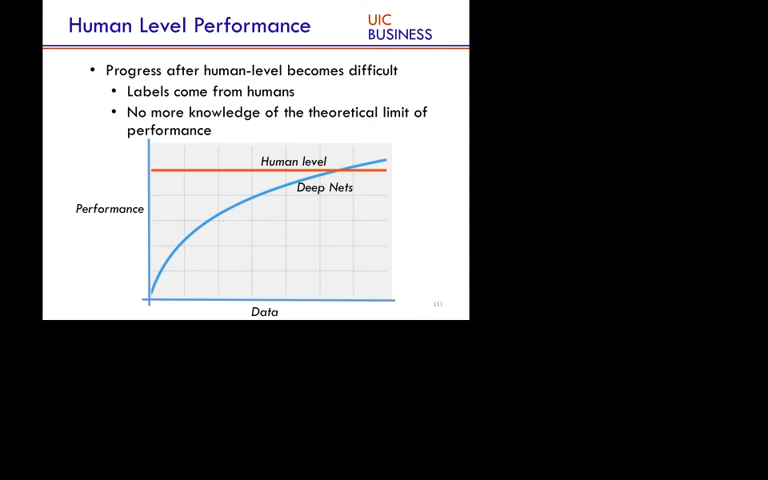 Human Level Performance
UIC
BUSINESS
• Progress after human-level becomes difficult
• Labels come from humans
• No more knowledge of the theoretical limit of
performance
Human level
Deep Nets
Performance
Data
111